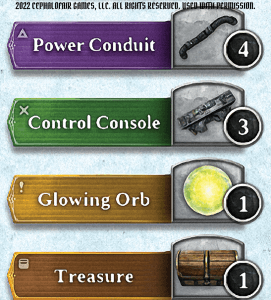 2022 CEPHALOFAIR GAMES, LLC. ALL RIGHTS RESERVED. USED WITH PERMISSION.
Power Conduit
4
Control Console
3
Glowing Orb
1
Treasure
1